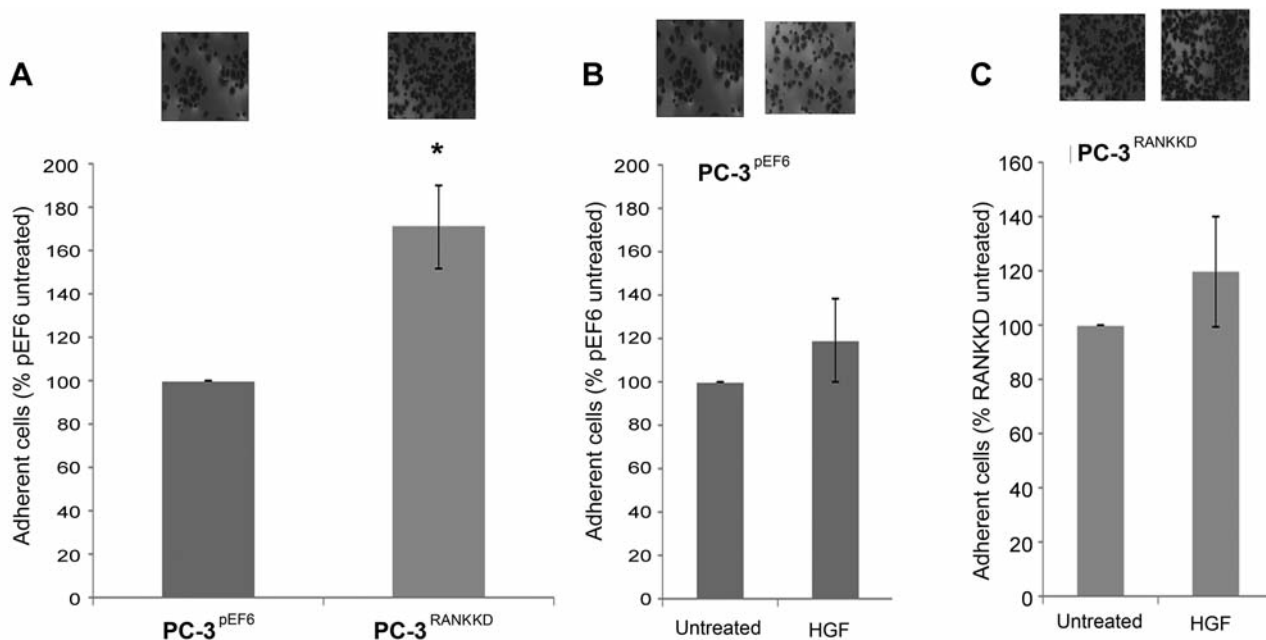 A
*
Adherent cells (% pEF6 untreated)
200
180
160
140
120
100
80
60
40
20
0
PC-3pEF6
PC-3RANKKD
B
PC-3pEF6
Adherent cells (% pEF6 untreated)
200
180
160
140
120
100
80
60
40
20
0
Untreated
HGF
C
PC-3RANKKD
Adherent cells (% RANKKD untreated)
160
140
120
100
80
60
40
20
0
Untreated
HGF